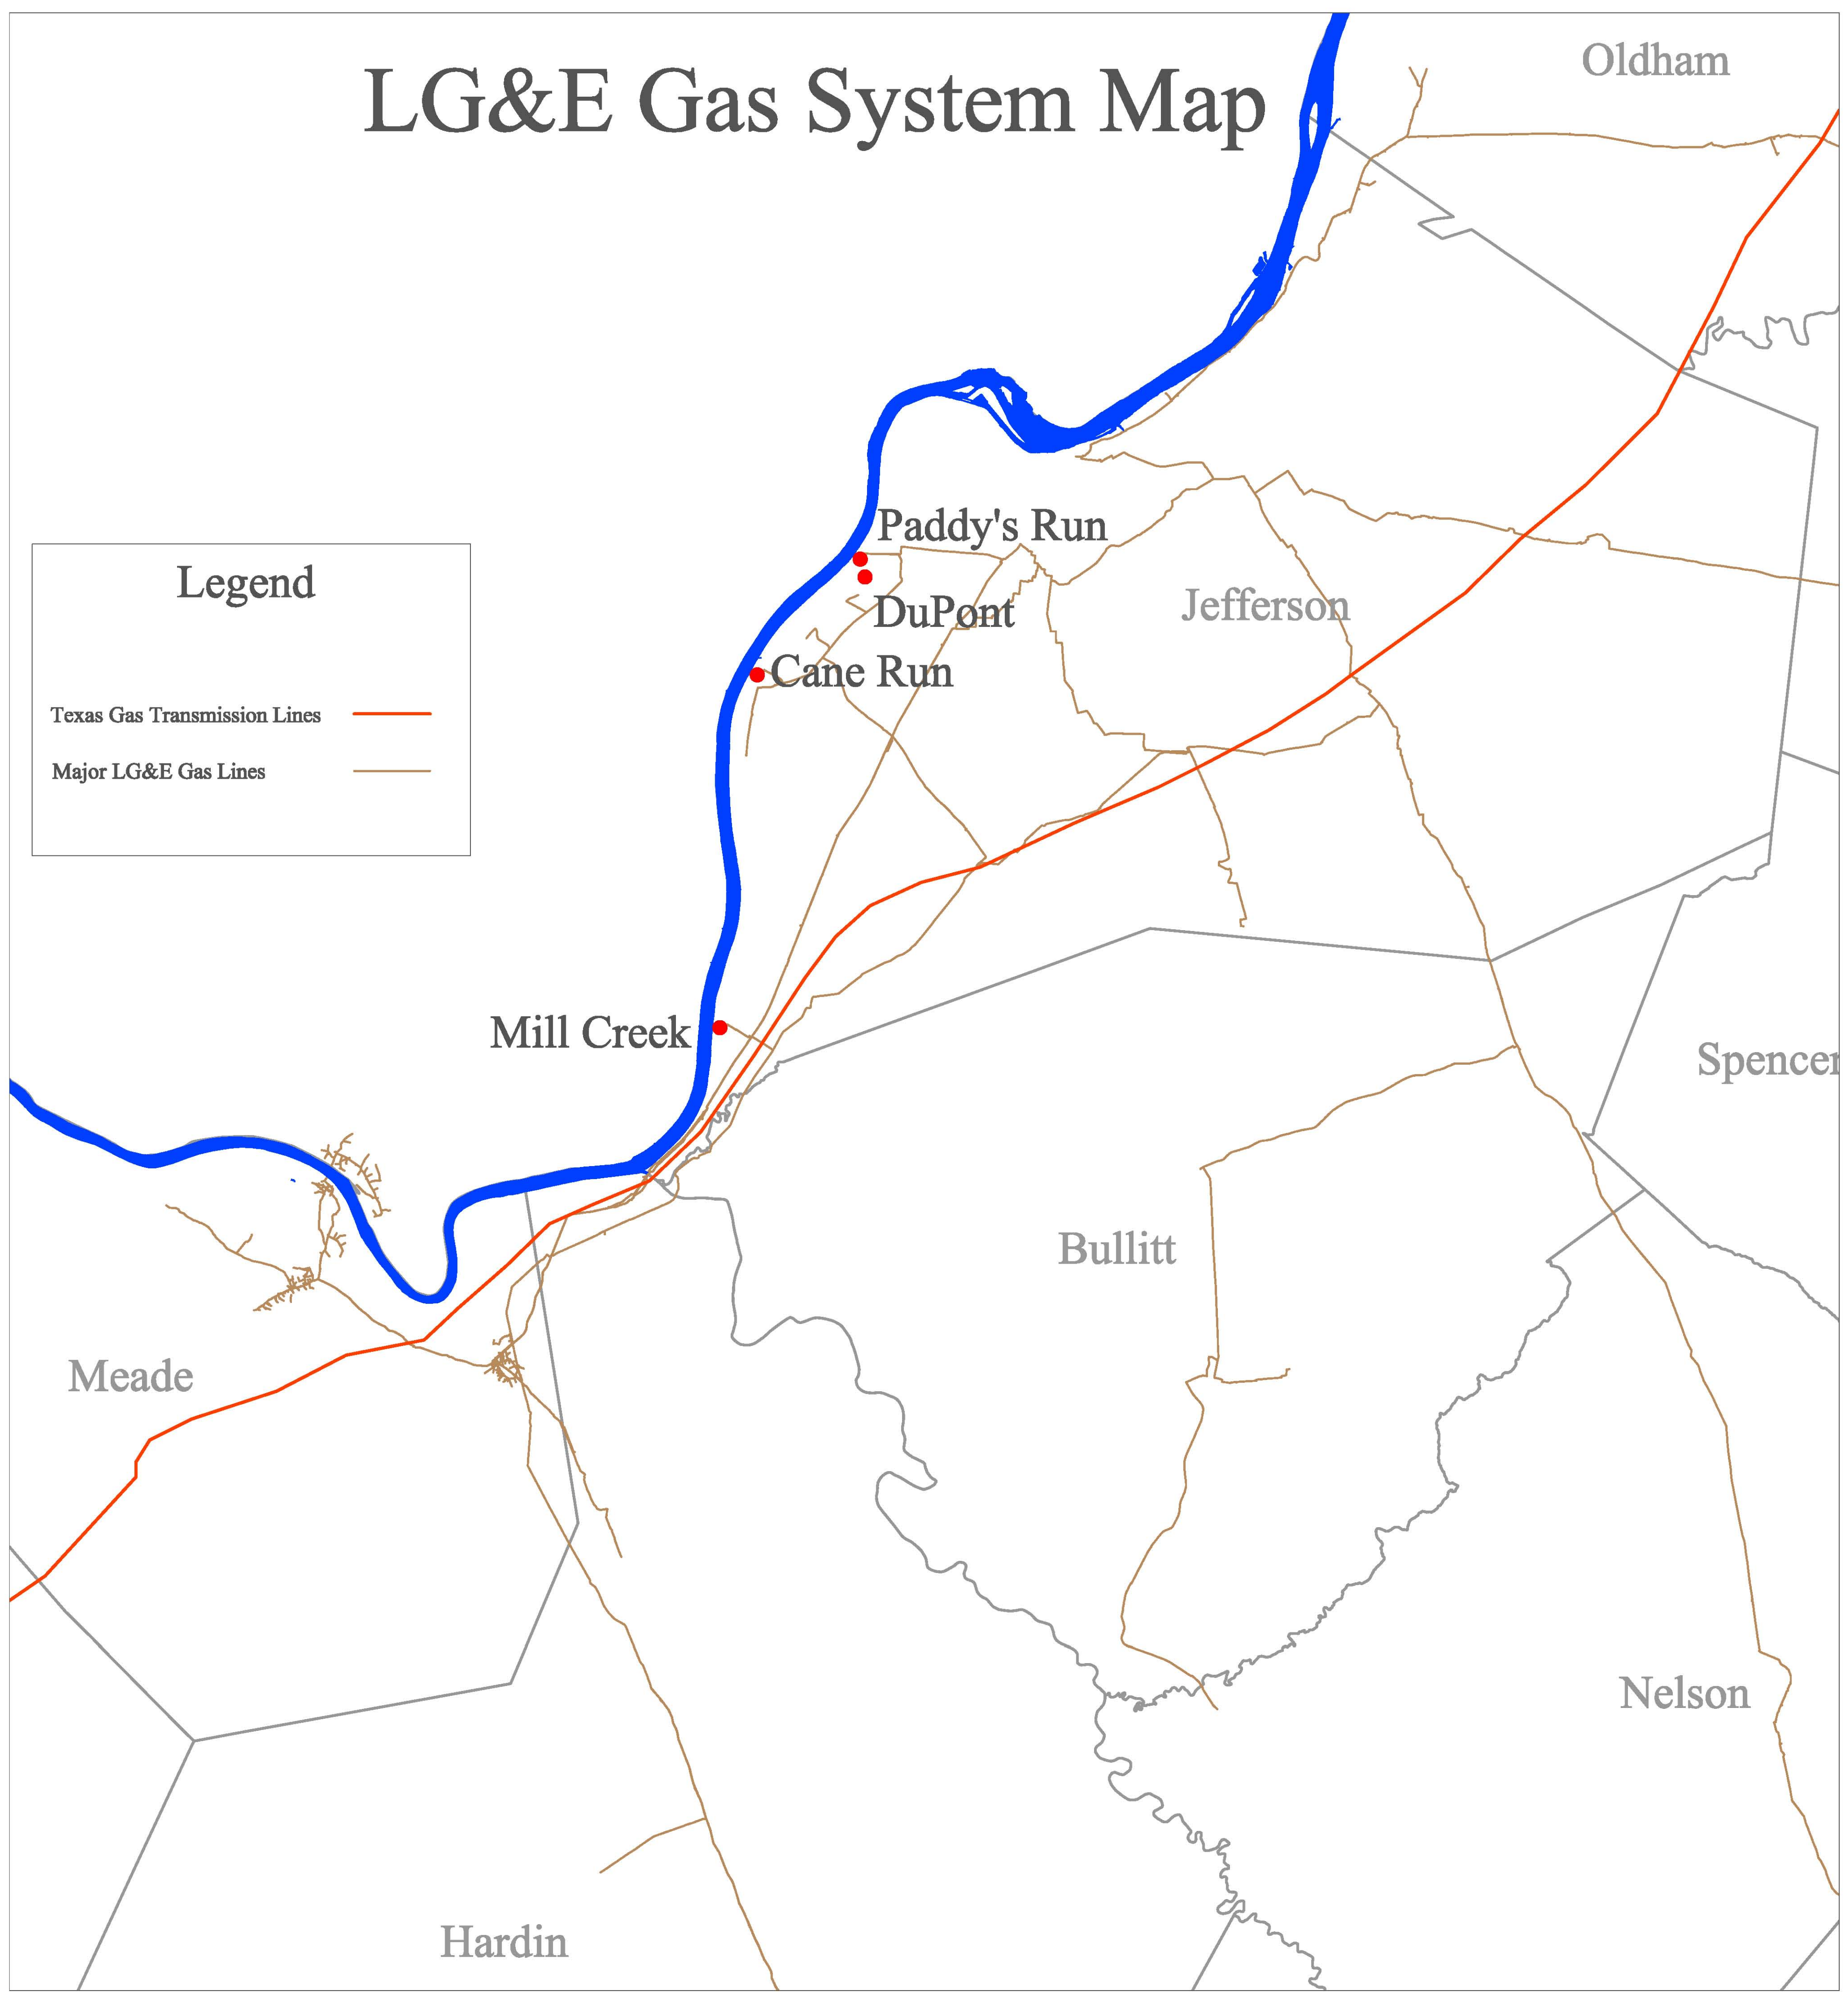 LG&E Gas System Map
Oldham
Paddy's Run
Legend
DuPont
Jefferson
Cane Run
Texas Gas Transmission Lines
Major LG&E Gas Lines
Mill Creek
Spencer
Bullitt
Meade
Nelson
Hardin